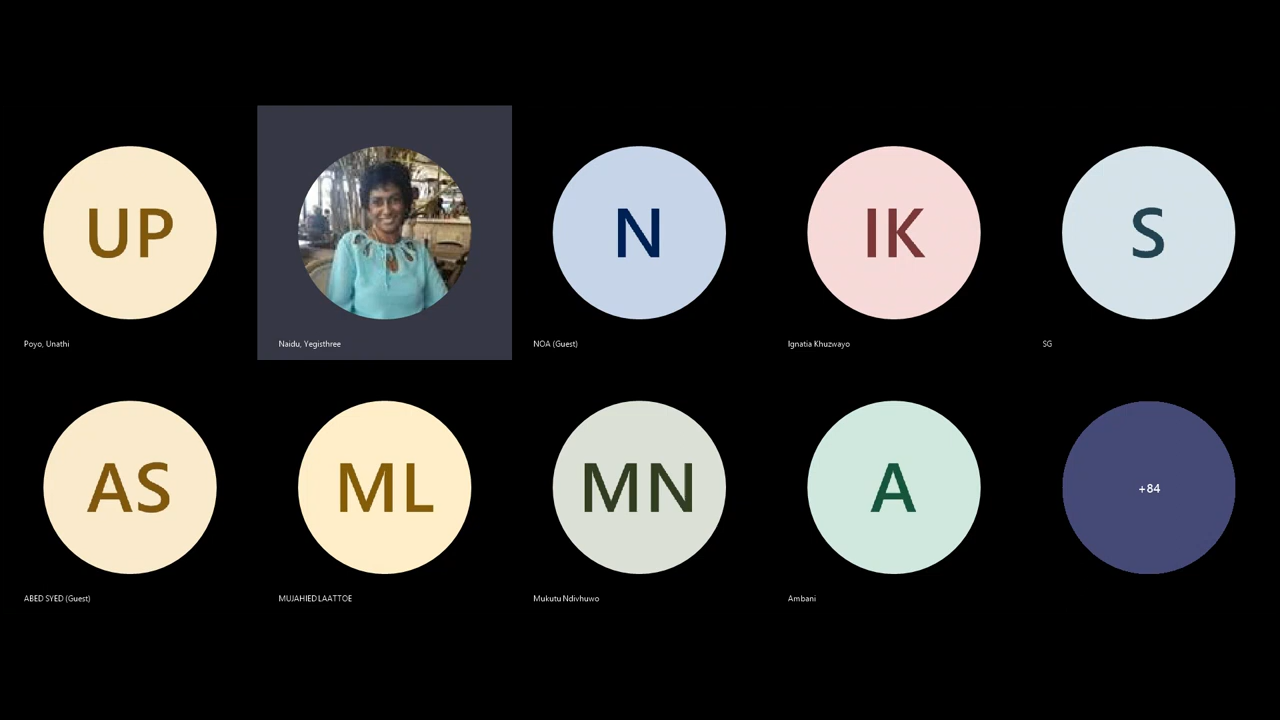 UP
N
IK
S
Poyo, Unathi
Naidu, Yegisthree
NOA (Guest)
Ignatia Khuzwayo
SG
AS
ML
MN
A
+84
ABED SYED (Guest)
MUJAHIED LAATTOE
Mukutu Ndivhuwo
Ambani